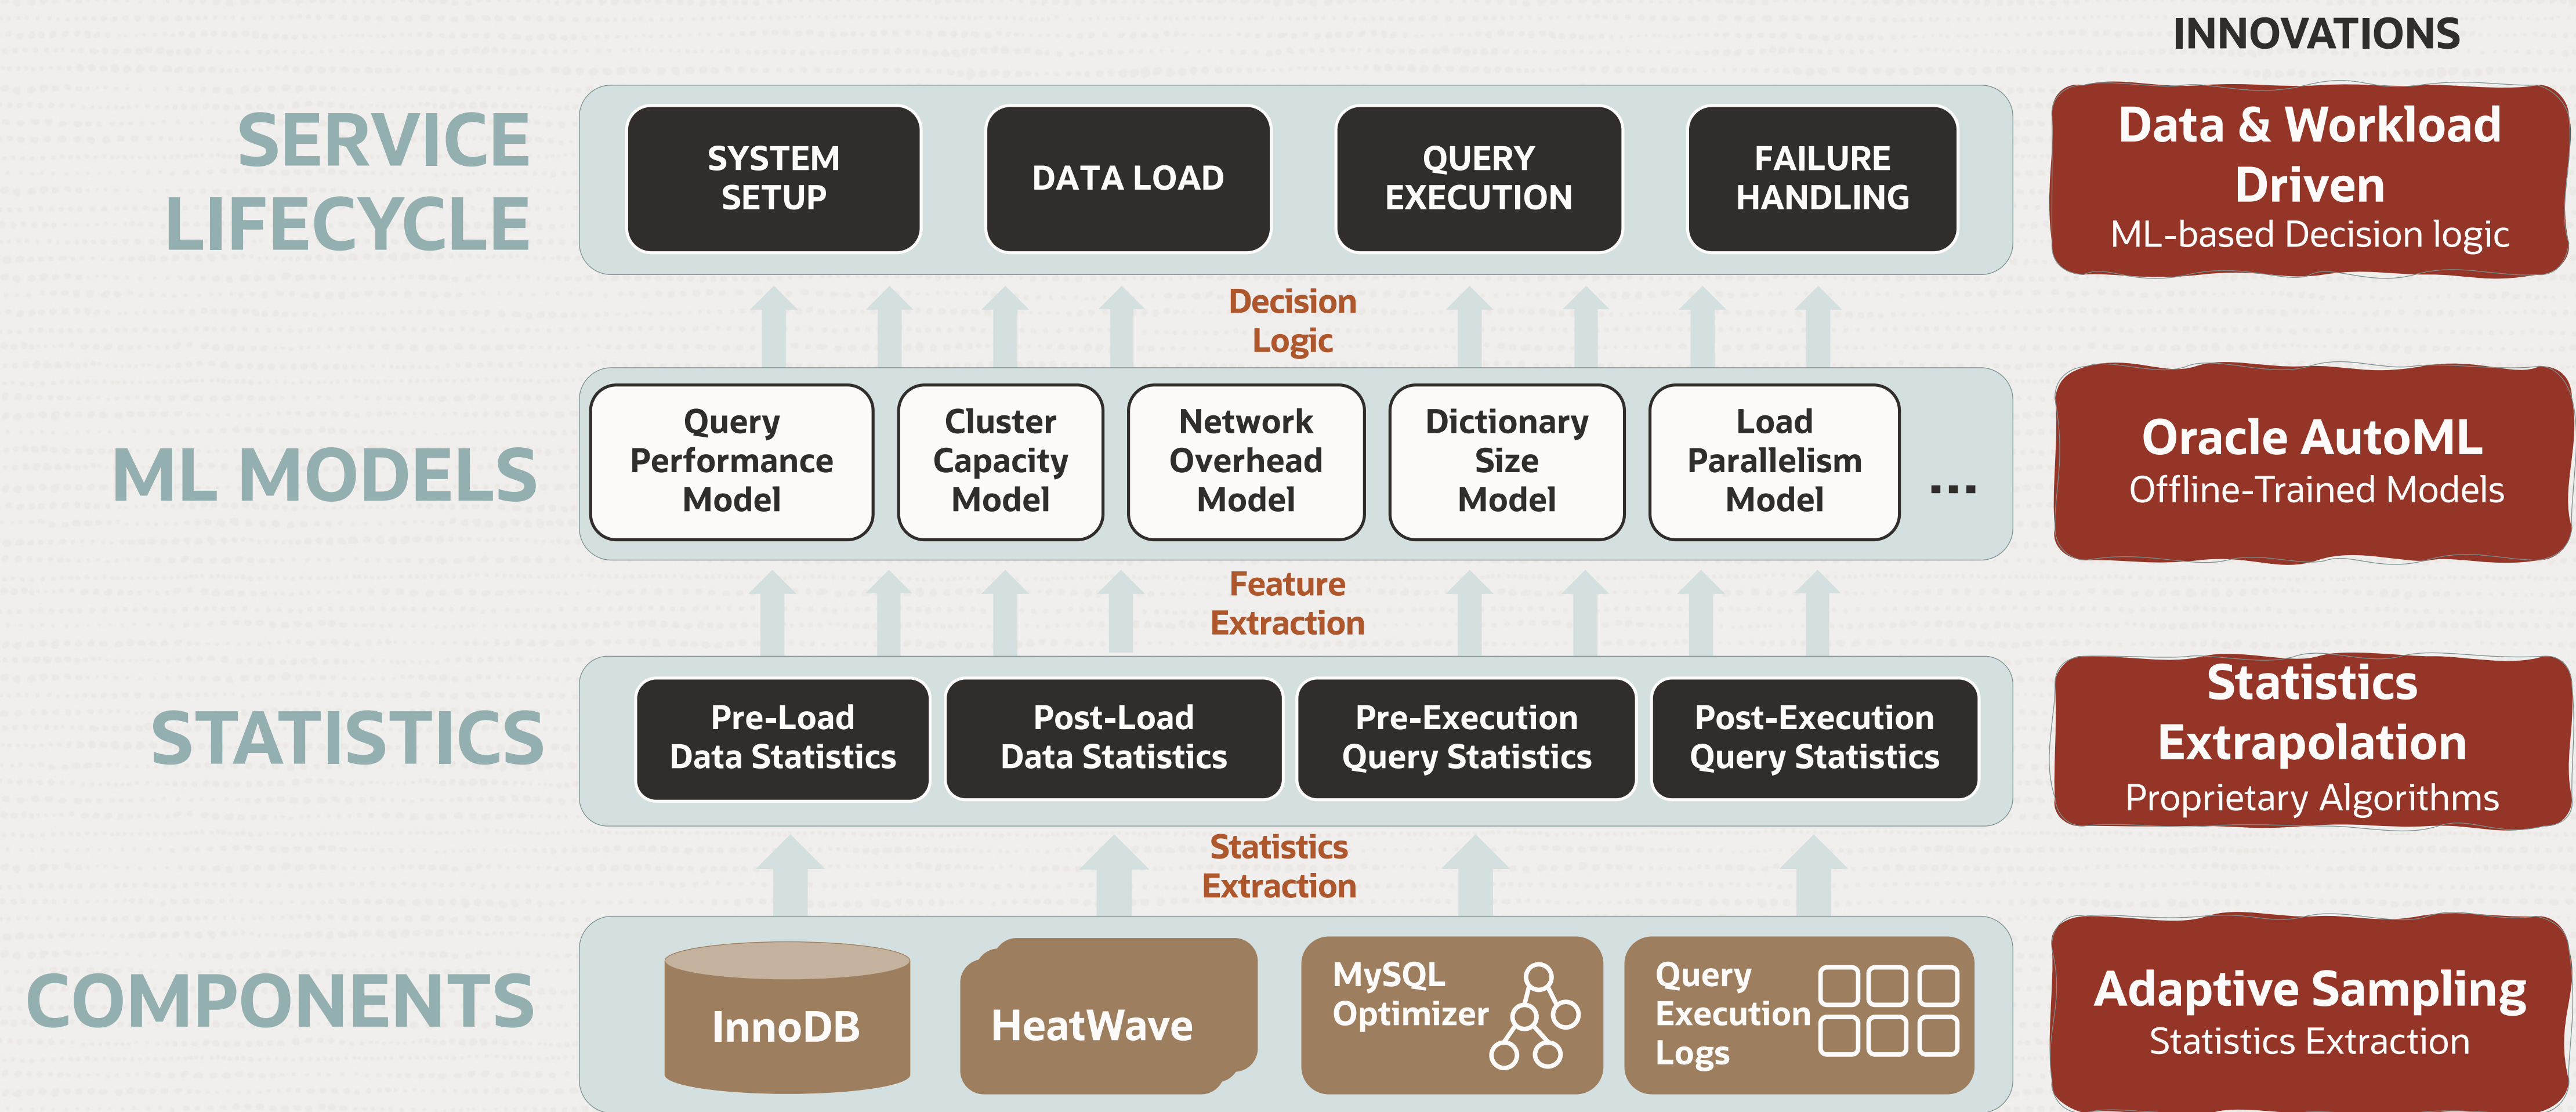 INNOVATIONS
SERVICE
LIFECYCLE
SYSTEM
SETUP
DATA LOAD
QUERY
EXECUTION
FAILURE
HANDLING
Data & Workload
Driven
ML-based Decision logic
Decision
Logic
ML MODELS
Query
Performance
Model
Cluster
Capacity
Model
Network
Overhead
Model
Dictionary
Size
Model
Load
Parallelism
Model
...
Oracle AutoML
Offline-Trained Models
Feature
Extraction
STATISTICS
Pre-Load
Data Statistics
Post-Load
Data Statistics
Pre-Execution
Query Statistics
Post-Execution
Query Statistics
Statistics
Extrapolation
Proprietary Algorithms
Statistics
Extraction
COMPONENTS
InnoDB
HeatWave
MySQL
Optimizer
Query
Execution
Logs
Adaptive Sampling
Statistics Extraction